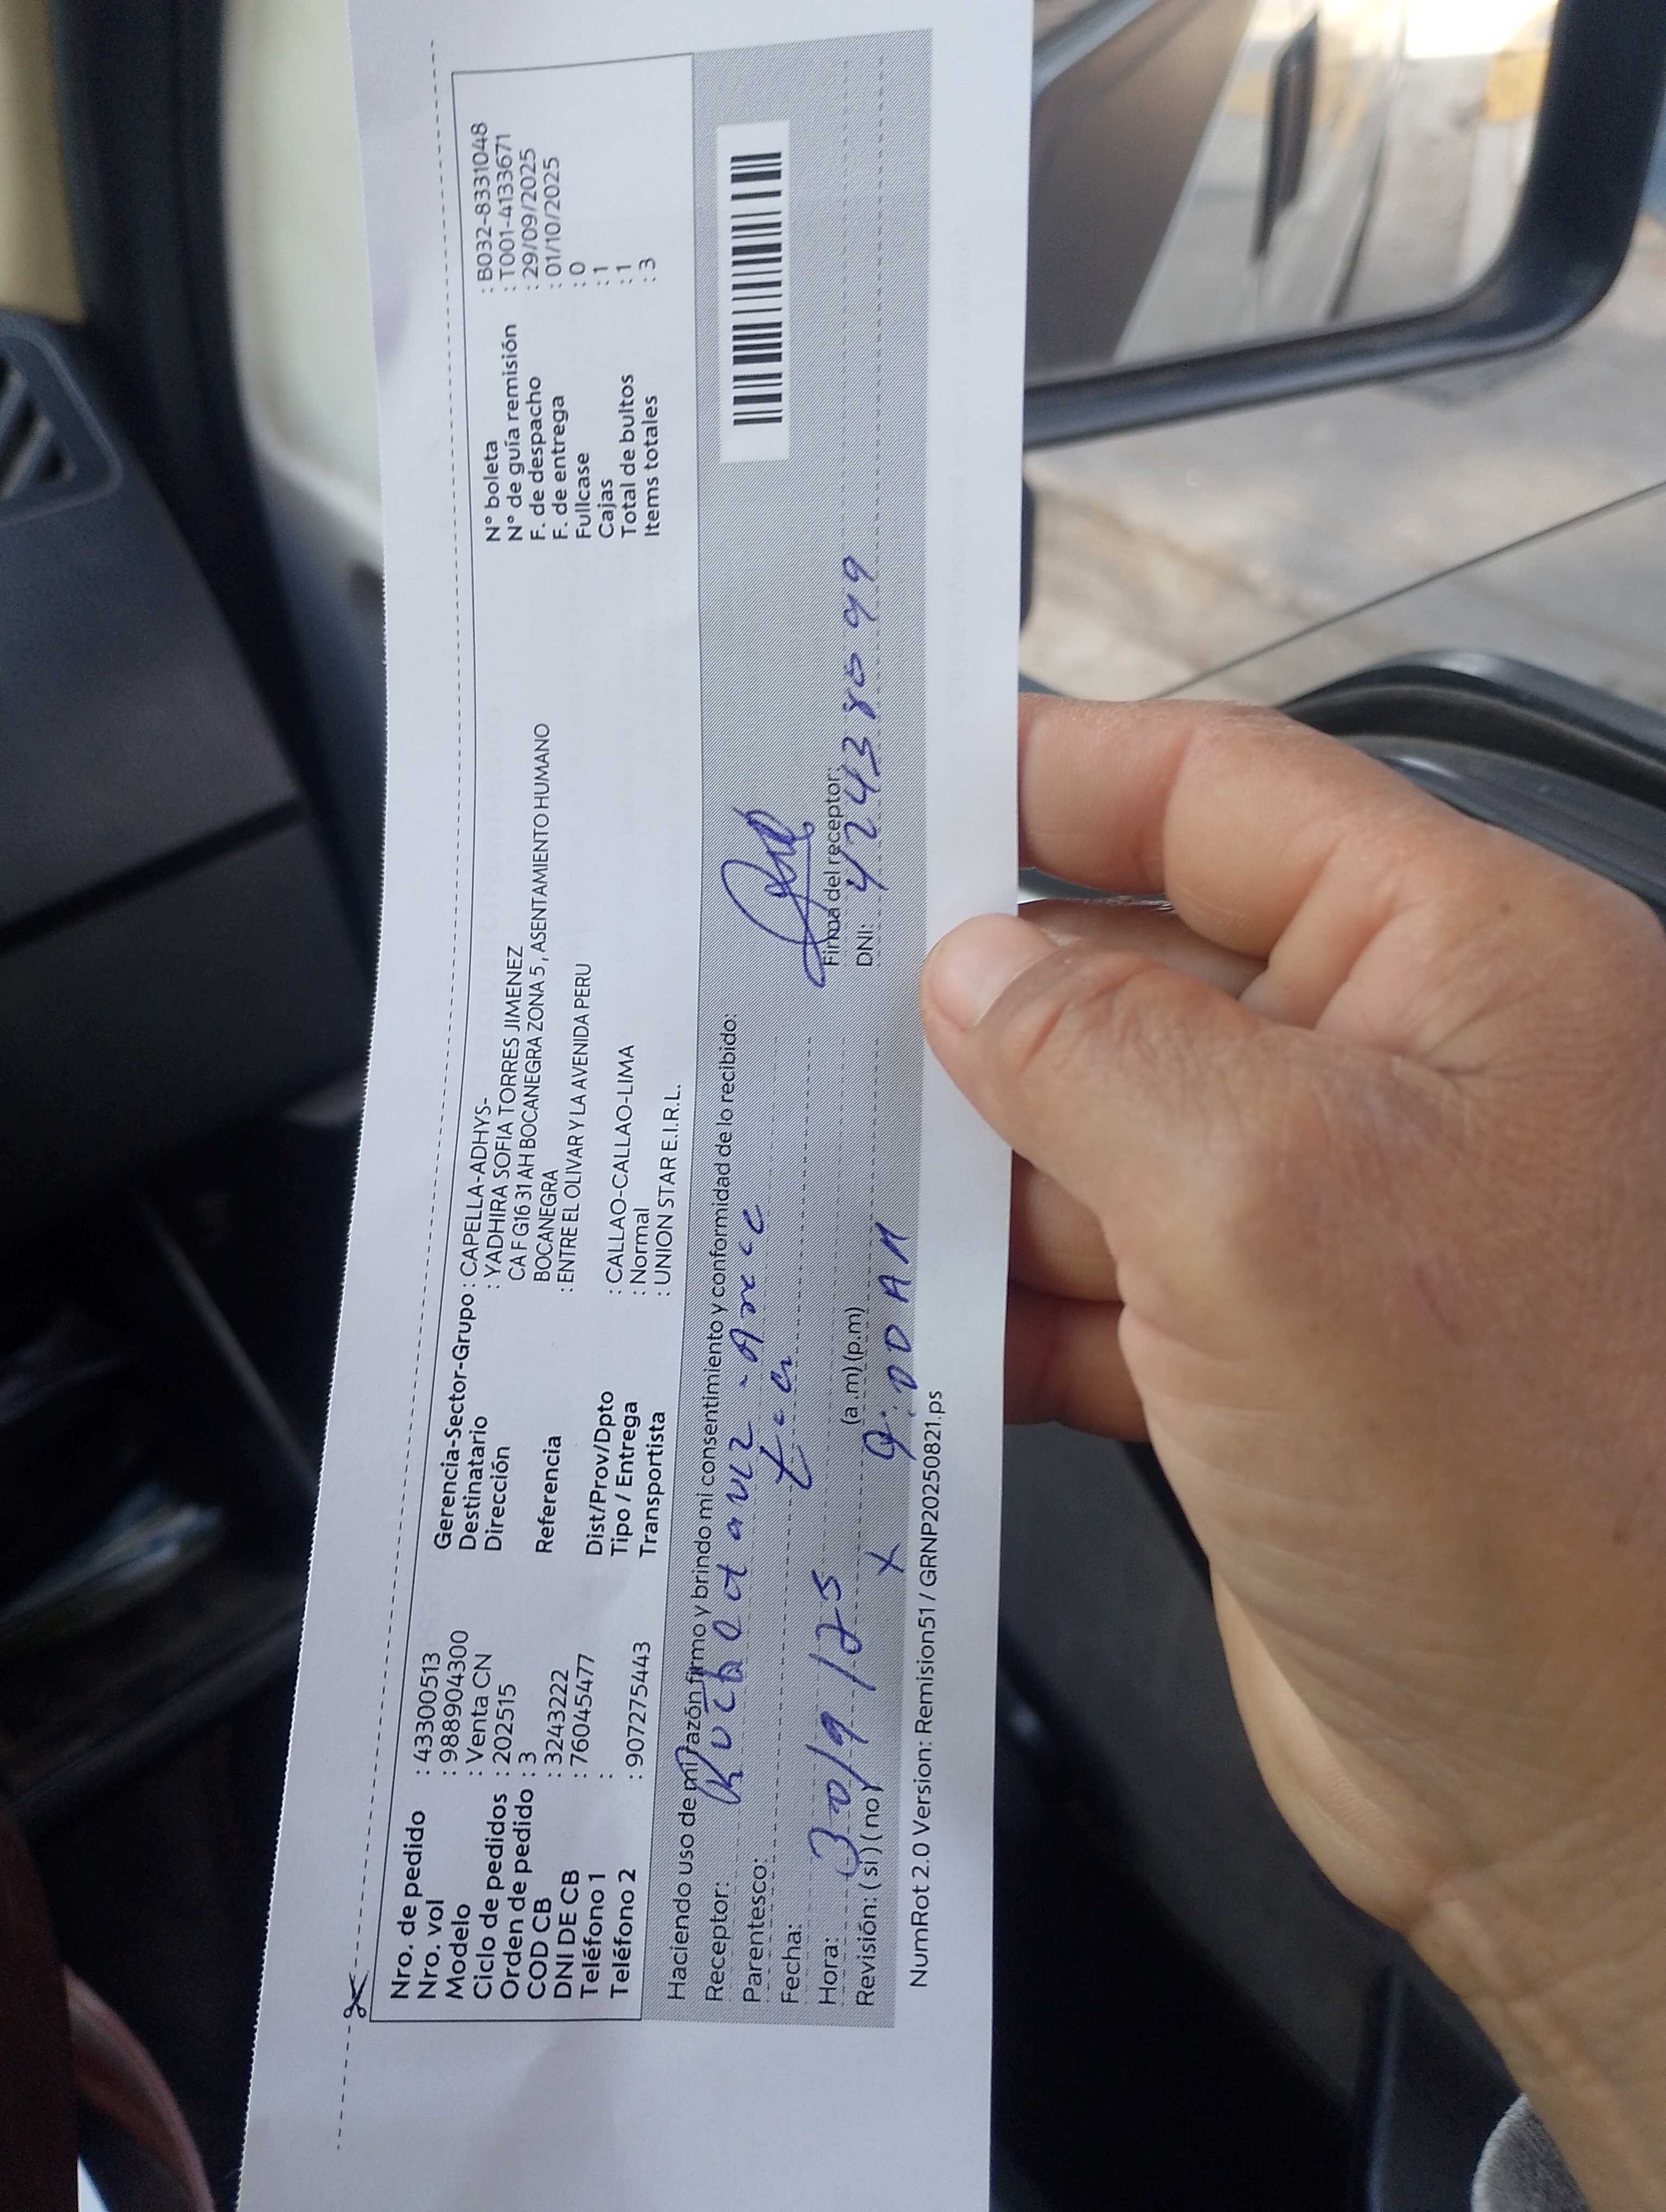 Nro. de pedido : 43300513
Nro. vol : 988904300
Modelo : Venta CN
Ciclo de pedidos : 202515
Orden de pedido : 3
COD CB : 3243222
DNI DE CB : 76045477
Teléfono 1 :
Teléfono 2 : 907275443
Gerencia-Sector-Grupo : CAPELLA-ADHYS-
Destinatario : YADHIRA SOFIA TORRES JIMENEZ
Dirección CA F G16 31 AH BOCANEGRA ZONA 5 , ASENTAMIENTO HUMANO
BOCANEGRA
Referencia : ENTRE EL OLIVAR Y LA AVENIDA PERU
Dist/Prov/Dpto : CALLAO-CALLAO-LIMA
Tipo / Entrega : Normal
Transportista : UNION STAR E.I.R.L.
N° boleta : B032-8331048
N° de guía remisión : T001-4133671
F. de despacho : 29/09/2025
F. de entrega : 01/10/2025
Fullcase : 0
Cajas : 1
Total de bultos : 1
Items totales : 3
Haciendo uso de mi razón firmo y brindo mi consentimiento y conformidad de lo recibido:
Receptor: Ruth
Parentesco:
Fecha: 30/9/25
Hora: (a .m) (p.m)
Revisión: ( si ) ( no ) X 9:00 AM
Firma del receptor:
DNI: 42438099
NumRot 2.0 Version: Remision51 / GRNP20250821.ps